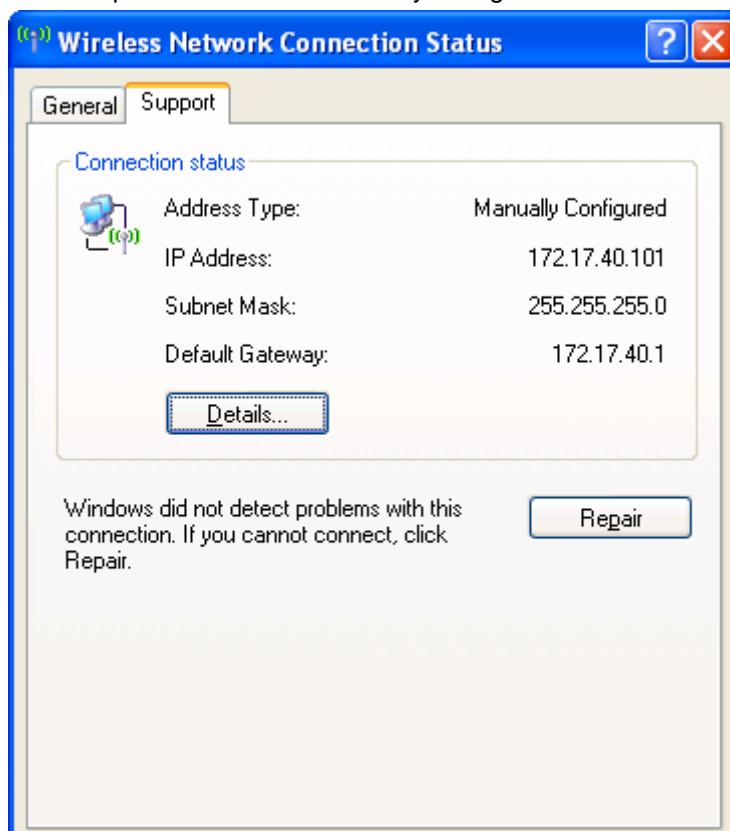 Wireless Network Connection Status
General Support
Connection status
Address Type: Manually Configured
IP Address: 172.17.40.101
Subnet Mask: 255.255.255.0
Default Gateway: 172.17.40.1
Details...
Windows did not detect problems with this
connection. If you cannot connect, click
Repair.
Repair